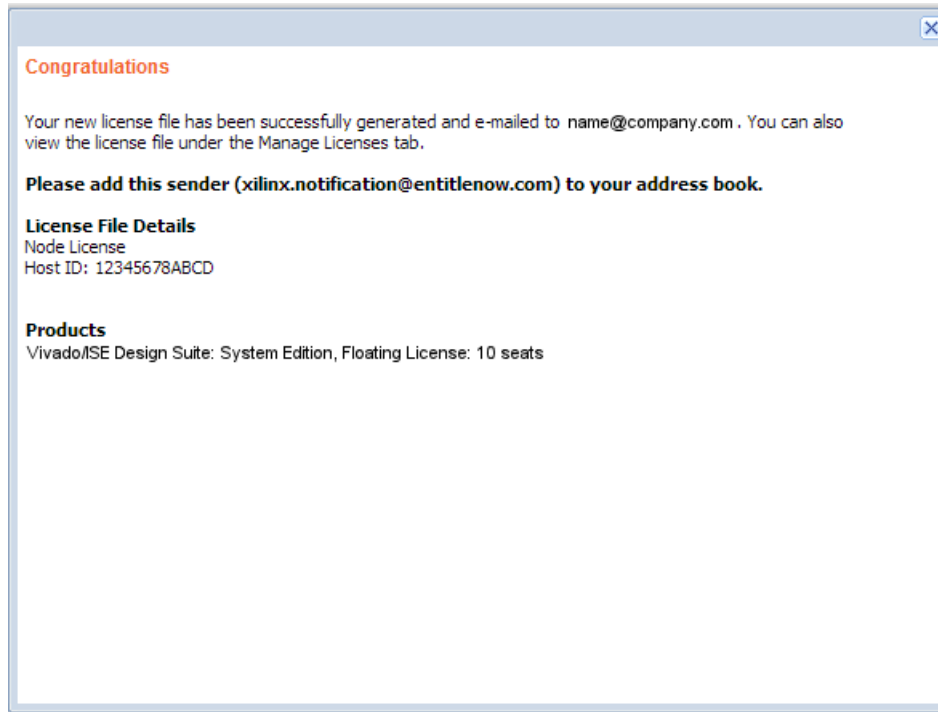 Congratulations
Your new license file has been successfully generated and e-mailed to name@company.com. You can also
view the license file under the Manage Licenses tab.
Please add this sender (xilinx.notification@entitlenow.com) to your address book.
License File Details
Node License
Host ID: 12345678ABCD
Products
Vivado/ISE Design Suite: System Edition, Floating License: 10 seats